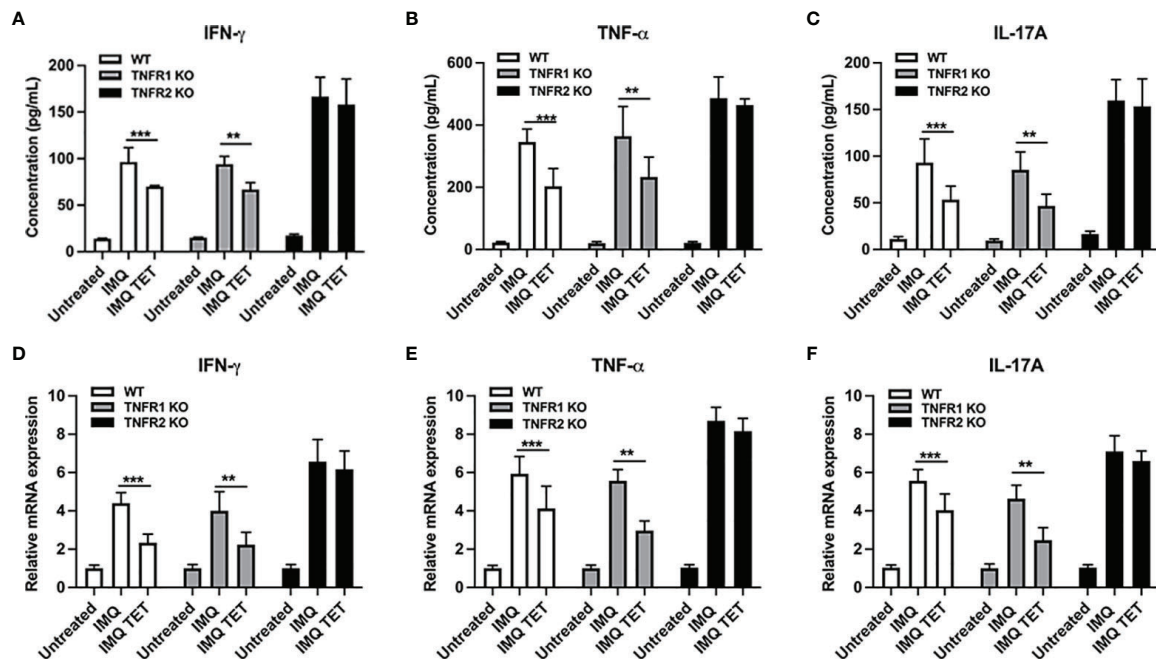 A
IFN-γ
WT
TNFR1 KO
TNFR2 KO
Concentration (pg/mL)
200
150
100
50
0
***
**
Untreated
IMQ
IMQ TET
Untreated
IMQ
IMQ TET
Untreated
IMQ
IMQ TET
B
TNF-α
WT
TNFR1 KO
TNFR2 KO
Concentration (pg/mL)
600
400
200
0
***
**
Untreated
IMQ
IMQ TET
Untreated
IMQ
IMQ TET
Untreated
IMQ
IMQ TET
C
IL-17A
WT
TNFR1 KO
TNFR2 KO
Concentration (pg/mL)
200
150
100
50
0
***
**
Untreated
IMQ
IMQ TET
Untreated
IMQ
IMQ TET
Untreated
IMQ
IMQ TET
D
IFN-γ
WT
TNFR1 KO
TNFR2 KO
Relative mRNA expression
10
8
6
4
2
0
***
**
Untreated
IMQ
IMQ TET
Untreated
IMQ
IMQ TET
Untreated
IMQ
IMQ TET
E
TNF-α
WT
TNFR1 KO
TNFR2 KO
Relative mRNA expression
10
8
6
4
2
0
***
**
Untreated
IMQ
IMQ TET
Untreated
IMQ
IMQ TET
Untreated
IMQ
IMQ TET
F
IL-17A
WT
TNFR1 KO
TNFR2 KO
Relative mRNA expression
10
8
6
4
2
0
***
**
Untreated
IMQ
IMQ TET
Untreated
IMQ
IMQ TET
Untreated
IMQ
IMQ TET